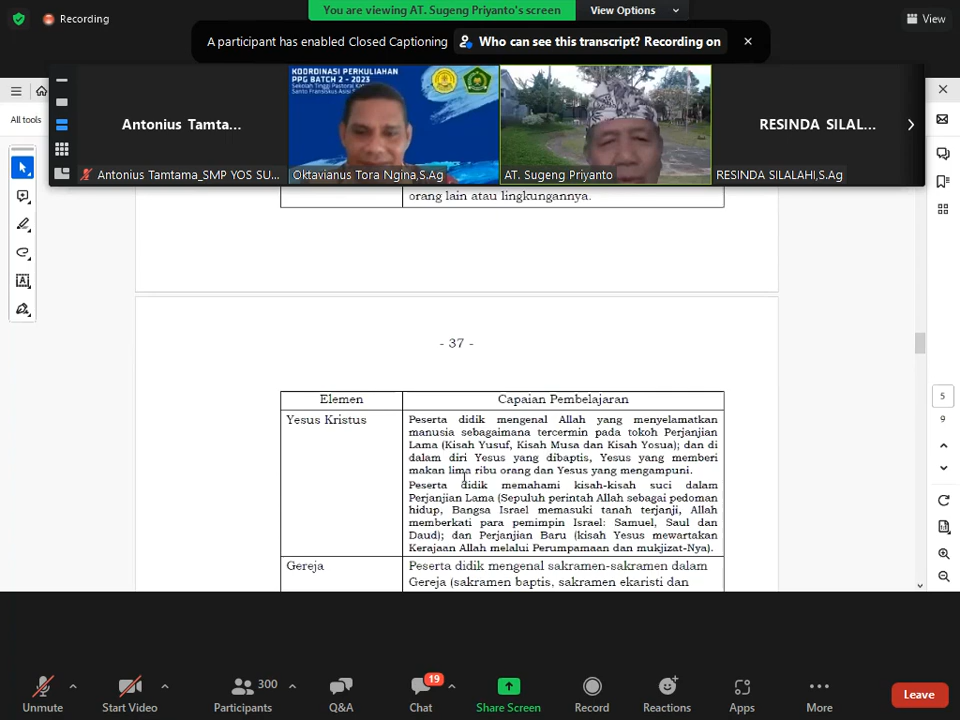 Recording
You are viewing AT. Sugeng Priyanto's screen
View Options
View
A participant has enabled Closed Captioning
Who can see this transcript? Recording on
All tools
Antonius Tamta...
Antonius Tamtama_SMP YOS SU...
KOORDINASI PERKULIAHAN
PPG BATCH 2 - 2023
Oktavianus Tora Ngina,S.Ag
AT. Sugeng Priyanto
RESINDA SILAL...
RESINDA SILALAHI,S.Ag
orang lain atau lingkungannya.
- 37 -
Elemen
Capaian Pembelajaran
Yesus Kristus
Peserta didik mengenal Allah yang menyelamatkan
manusia sebagaimana tercermin pada tokoh Perjanjian
Lama (Kisah Yusuf, Kisah Musa dan Kisah Yosua); dan di
dalam diri Yesus yang dibaptis, Yesus yang memberi
makan lima ribu orang dan Yesus yang mengampuni.
Peserta didik memahami kisah-kisah suci dalam
Perjanjian Lama (Sepuluh perintah Allah sebagai pedoman
hidup, Bangsa Israel memasuki tanah terjanji, Allah
memberkati para pemimpin Israel: Samuel, Saul dan
Daud); dan Perjanjian Baru (kisah Yesus mewartakan
Kerajaan Allah melalui Perumpamaan dan mukjizat-Nya).
Gereja
Peserta didik mengenal sakramen-sakramen dalam
Gereja (sakramen baptis, sakramen ekaristi dan
5
9
Unmute
Start Video
300
Participants
Q&A
19
Chat
Share Screen
Record
Reactions
Apps
More
Leave